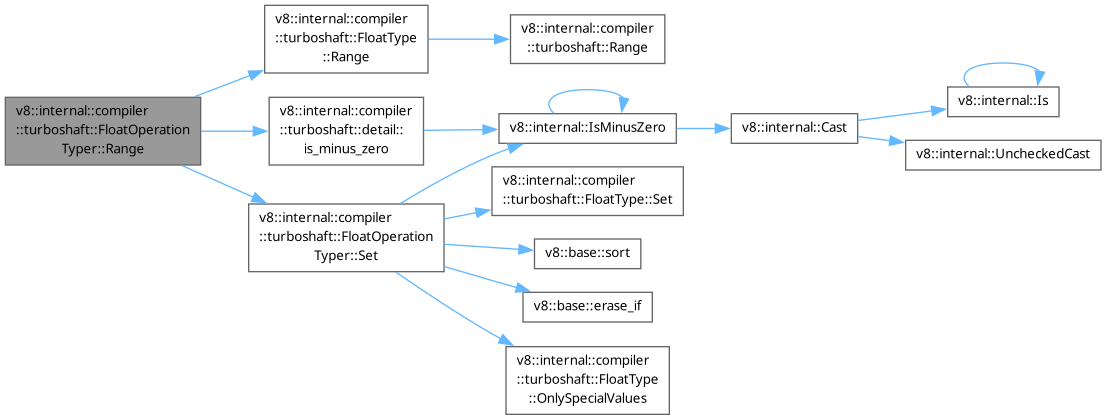 v8::internal::compiler
::turboshaft::FloatOperation
Typer::Range
v8::internal::compiler
::turboshaft::FloatType
::Range
v8::internal::compiler
::turboshaft::Range
v8::internal::compiler
::turboshaft::detail::
is_minus_zero
v8::internal::IsMinusZero
v8::internal::Cast
v8::internal::Is
v8::internal::UncheckedCast
v8::internal::compiler
::turboshaft::FloatOperation
Typer::Set
v8::internal::compiler
::turboshaft::FloatType::Set
v8::base::sort
v8::base::erase_if
v8::internal::compiler
::turboshaft::FloatType
::OnlySpecialValues